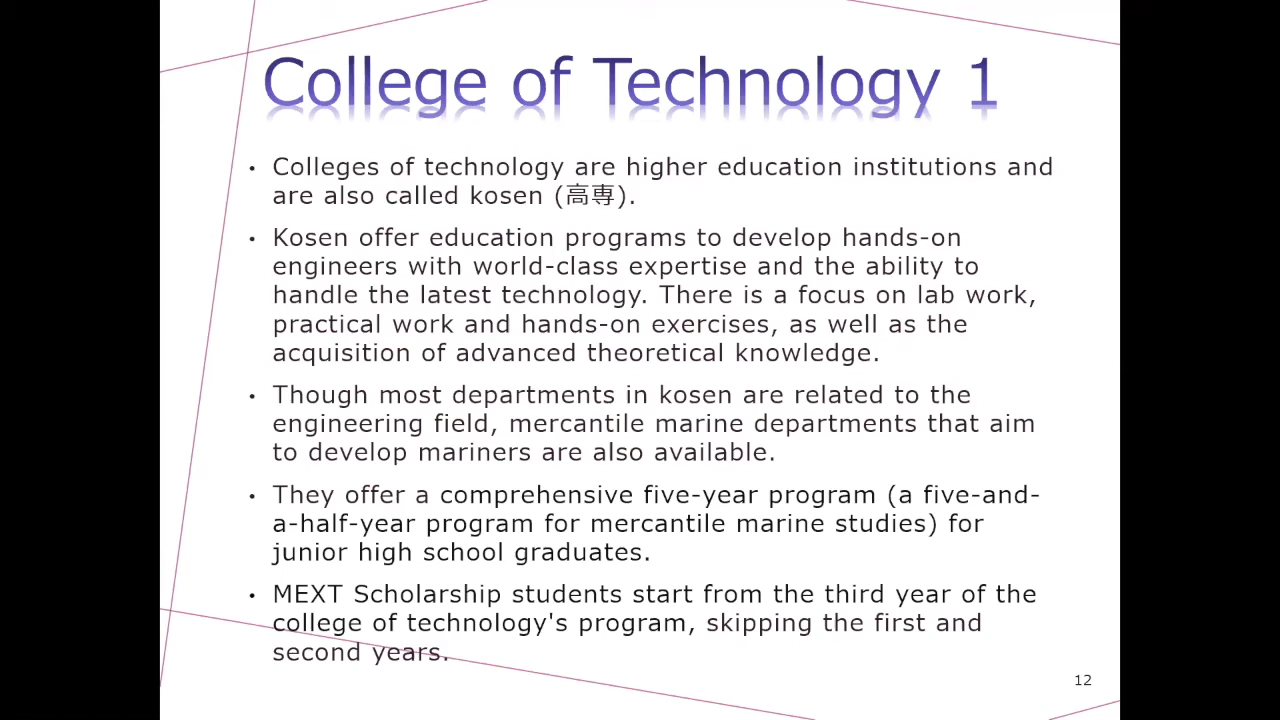 College of Technology 1
• Colleges of technology are higher education institutions and
are also called kosen (高専).
• Kosen offer education programs to develop hands-on
engineers with world-class expertise and the ability to
handle the latest technology. There is a focus on lab work,
practical work and hands-on exercises, as well as the
acquisition of advanced theoretical knowledge.
• Though most departments in kosen are related to the
engineering field, mercantile marine departments that aim
to develop mariners are also available.
• They offer a comprehensive five-year program (a five-and-
a-half-year program for mercantile marine studies) for
junior high school graduates.
• MEXT Scholarship students start from the third year of the
college of technology's program, skipping the first and
second years.
12